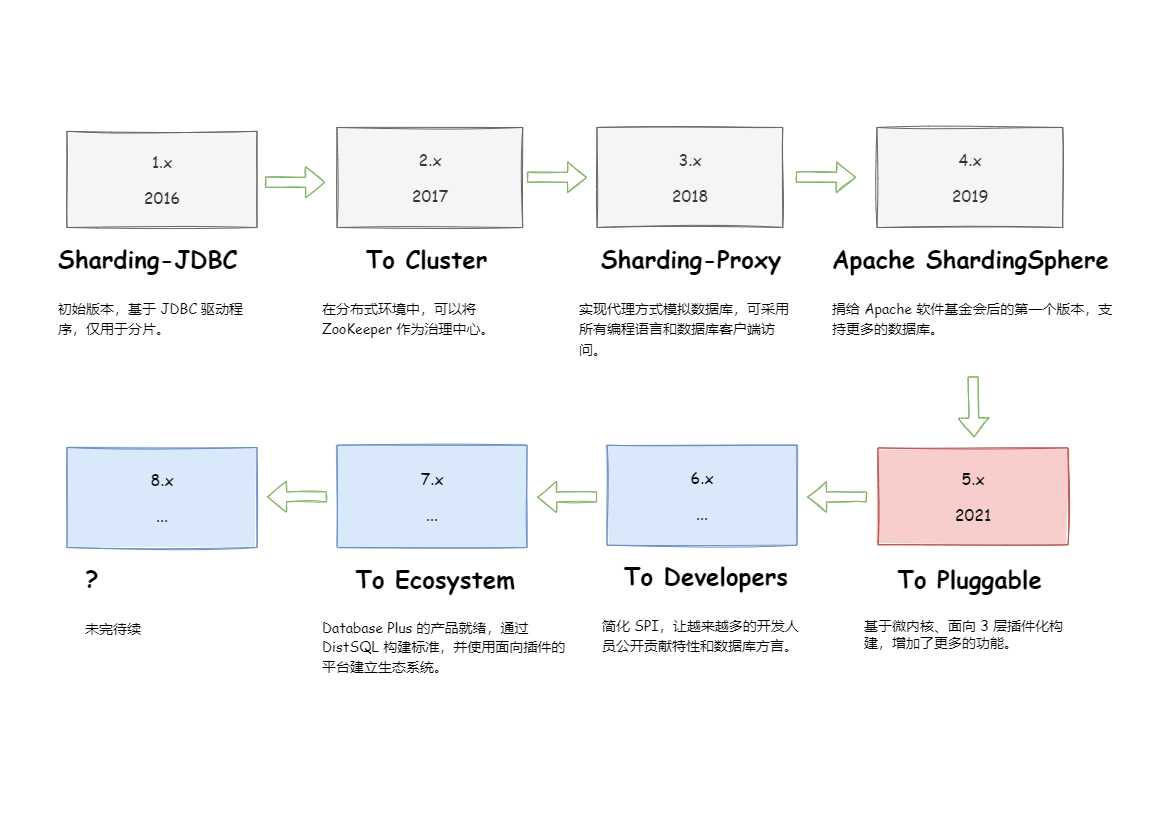 1.x
2016
Sharding-JDBC
初始版本，基于 JDBC 驱动程
序，仅用于分片。
2.x
2017
To Cluster
在分布式环境中，可以将
ZooKeeper 作为治理中心。
3.x
2018
Sharding-Proxy
实现代理方式模拟数据库，可采用
所有编程语言和数据库客户端访
问。
4.x
2019
Apache ShardingSphere
捐给 Apache 软件基金会后的第一个版本，支
持更多的数据库。
5.x
2021
To Pluggable
基于微内核、面向 3 层插件化构
建，增加了更多的功能。
6.x
...
To Developers
简化 SPI，让越来越多的开发人
员公开贡献特性和数据库方言。
7.x
...
To Ecosystem
Database Plus 的产品就绪，通过
DistSQL 构建标准，并使用面向插件的
平台建立生态系统。
8.x
...
?
未完待续